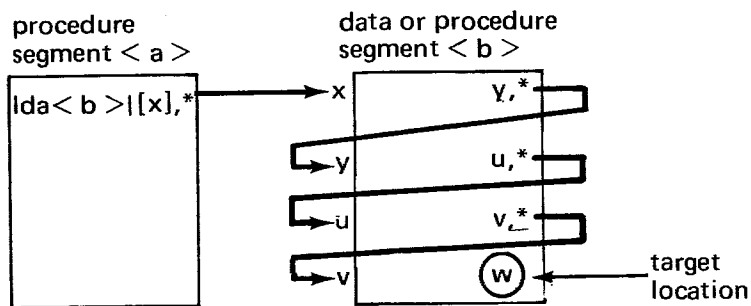 procedure
segment < a >
data or procedure
segment < b >
lda< b >|[x],*
x
y,*
y
u,*
u
v,*
v
w
target
location